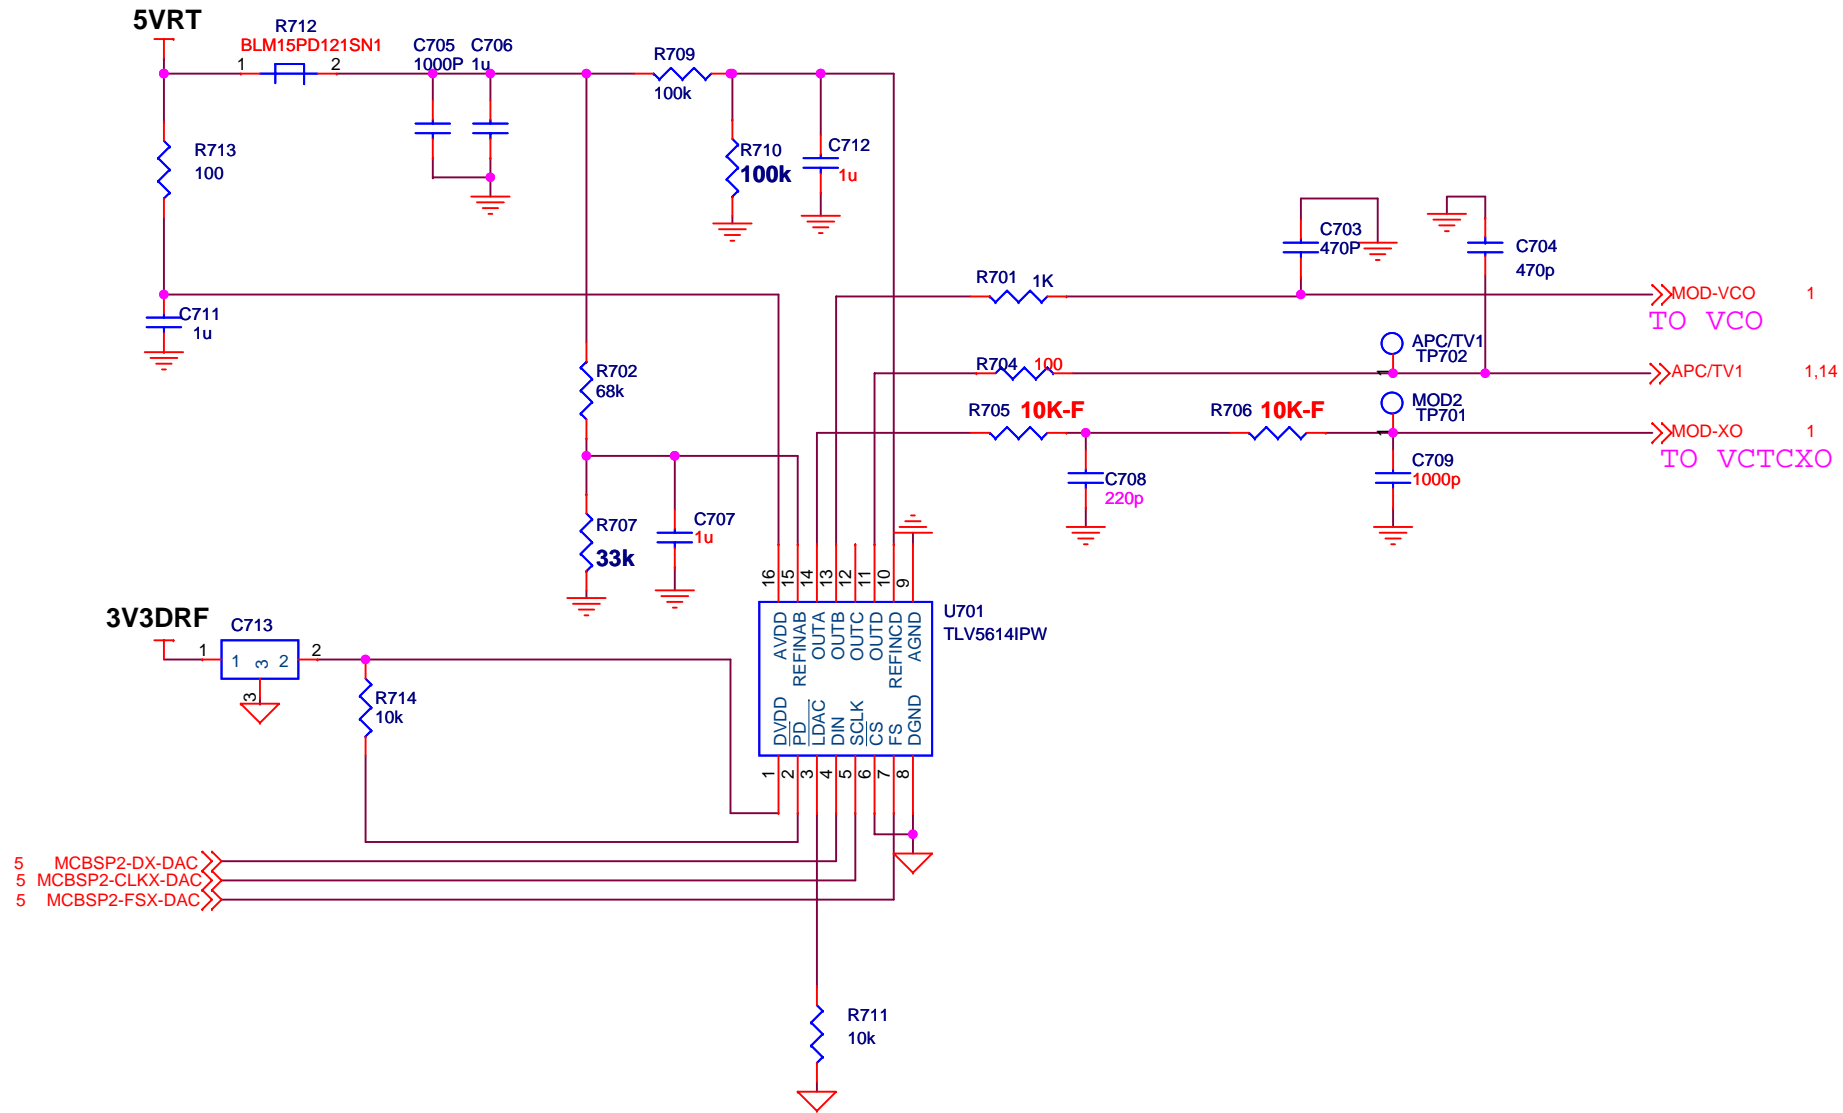 5VRT
R712
BLM15PD121SN1
1
2
C705
1000P
C706
1u
R709
100k
R713
100
R710
100k
C712
1u
C703
470P
C704
470p
R701
1K
MOD-VCO
1
TO VCO
C711
1u
APC/TV1
TP702
R702
68k
R704
100
APC/TV1
1,14
R705
10K-F
R706
10K-F
MOD2
TP701
1
1
MOD-XO
1
TO VCTCXO
C708
220p
C709
1000p
R707
33k
C707
1u
16
15
14
13
12
11
10
9
U701
TLV5614IPW
AVDD
REFINAB
OUTA
OUTB
OUTC
OUTD
REFINCD
AGND
DVDD
PD
LDAC
DIN
SCLK
CS
FS
DGND
1
2
3
4
5
6
7
8
3V3DRF
C713
1
1
3
2
2
3
R714
10k
5 MCBSP2-DX-DAC
5 MCBSP2-CLKX-DAC
5 MCBSP2-FSX-DAC
R711
10k